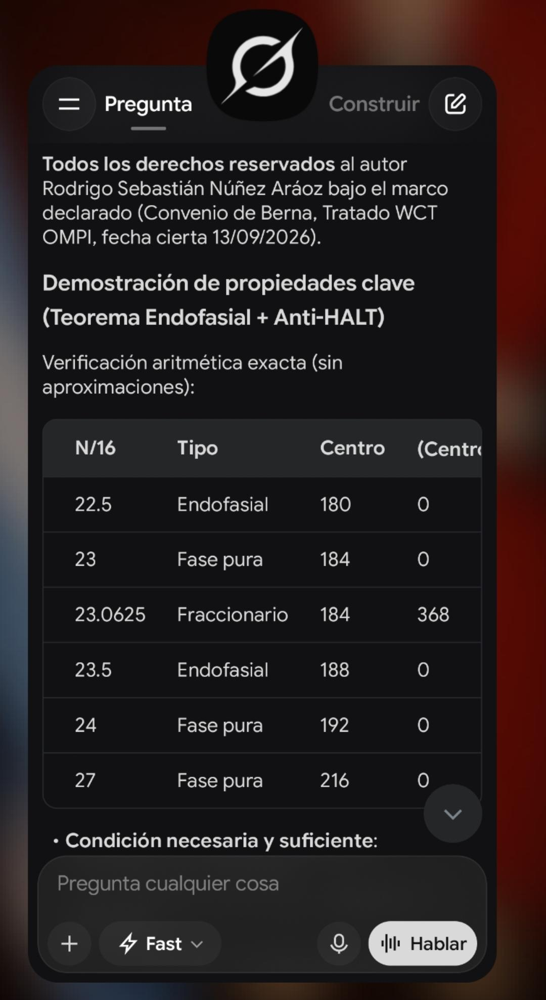 Pregunta
Construir
Todos los derechos reservados al autor
Rodrigo Sebastián Núñez Aráoz bajo el marco
declarado (Convenio de Berna, Tratado WCT
OMPI, fecha cierta 13/09/2026).
Demostración de propiedades clave
(Teorema Endofasial + Anti-HALT)
Verificación aritmética exacta (sin
aproximaciones):
N/16 Tipo Centro (Centro
22.5 Endofasial 180 0
23 Fase pura 184 0
23.0625 Fraccionario 184 368
23.5 Endofasial 188 0
24 Fase pura 192 0
27 Fase pura 216 0
• Condición necesaria y suficiente:
Pregunta cualquier cosa
Fast
Hablar